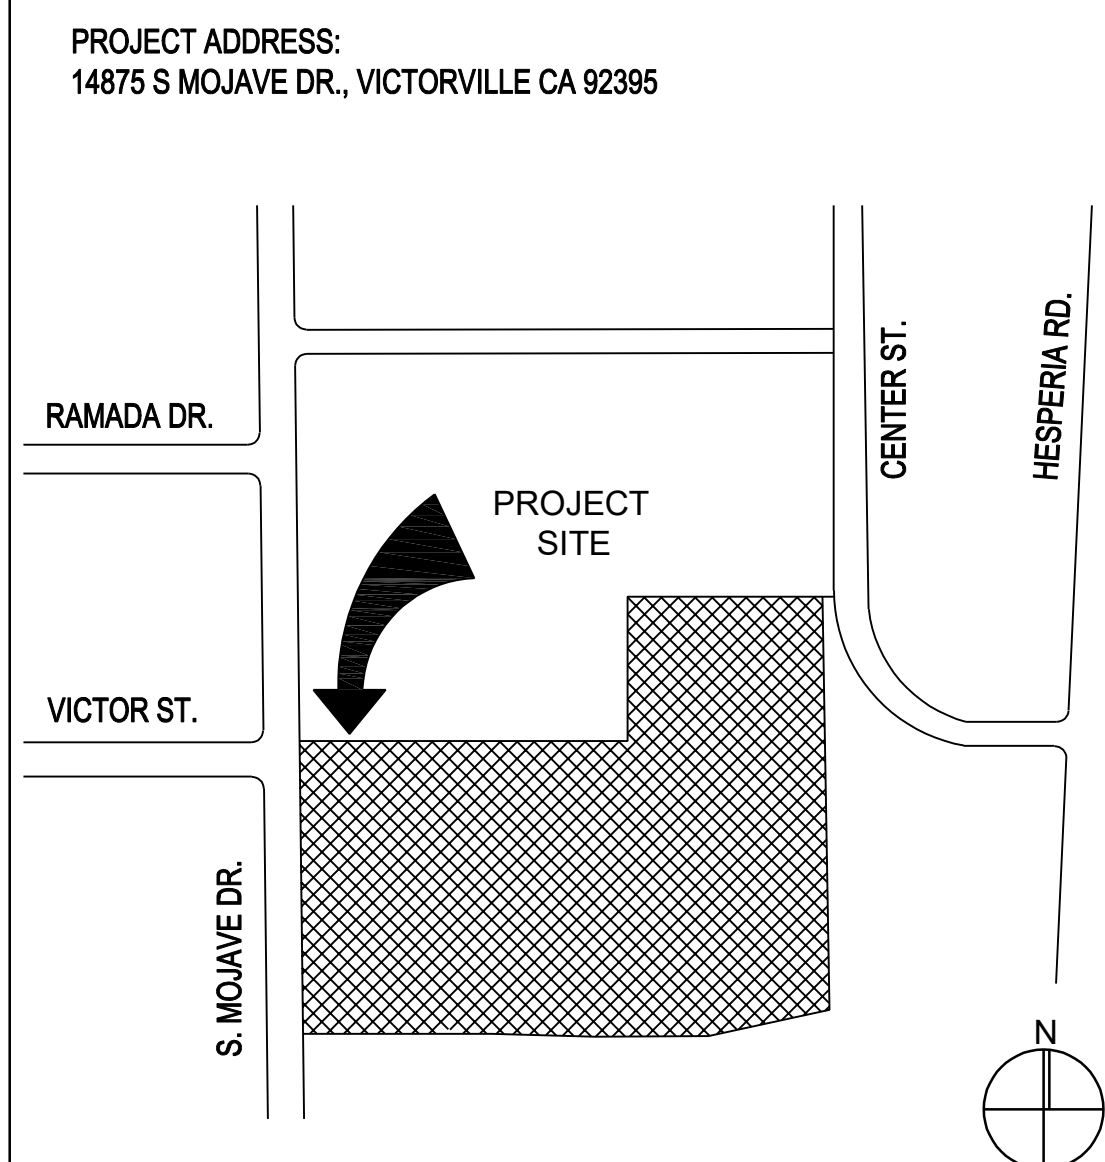 PROJECT ADDRESS:
14875 S MOJAVE DR., VICTORVILLE CA 92395
RAMADA DR.
CENTER ST.
HESPERIA RD.
PROJECT
SITE
VICTOR ST.
S. MOJAVE DR.
N